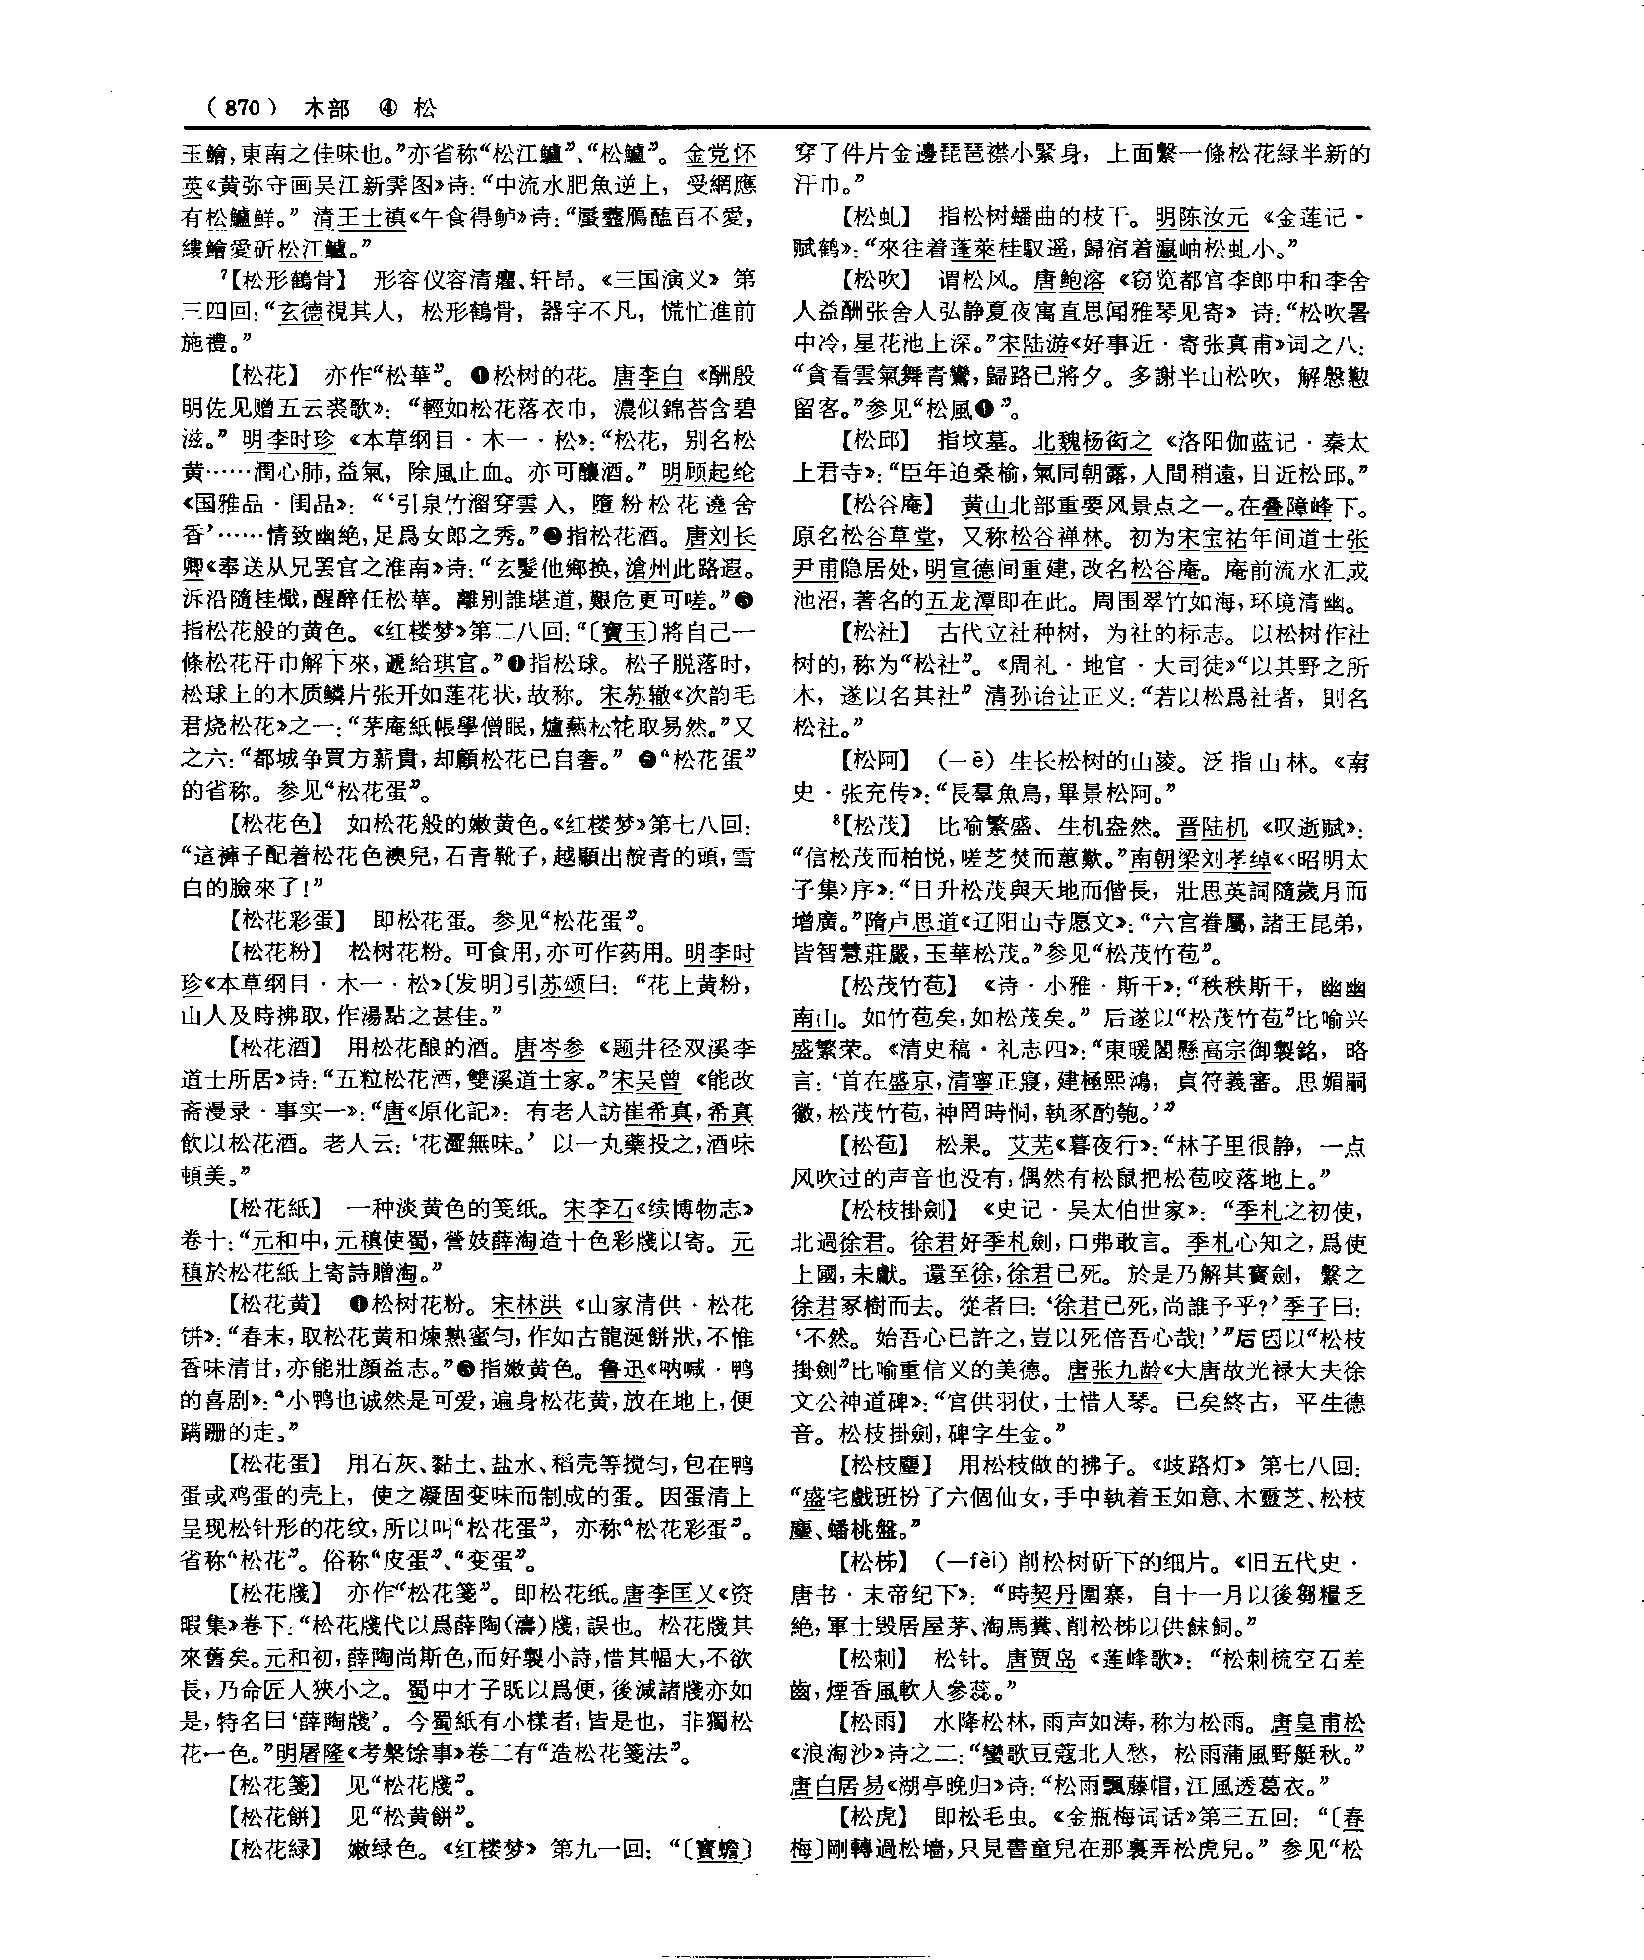 （870） 木部 ④ 松
玉鱠，東南之佳味也。”亦省称“松江鱸”、“松鱸”。金党怀
英《黄弥守画吴江新霁图》诗：“中流水肥魚逆上，受網應
有松鱸鮮。”清王士禛《午食得鲈》诗：“蜃虀鴈醢百不愛，
縷鱠愛斫松江鱸。”
⁷【松形鶴骨】 形容仪容清癯、轩昂。《三国演义》第
三四回：“玄德視其人，松形鶴骨，器宇不凡，慌忙進前
施禮。”
【松花】 亦作“松華”。❶松树的花。唐李白《酬殷
明佐见赠五云裘歌》：“輕如松花落衣巾，濃似錦苔含碧
滋。”明李时珍《本草纲目·木一·松》：“松花，别名松
黄……潤心肺，益氣，除風止血。亦可釀酒。”明顾起纶
《国雅品·闺品》：“‘引泉竹溜穿雲入，墮粉松花遶舍
香’……情致幽絶，足爲女郎之秀。”❷指松花酒。唐刘长
卿《奉送从兄罢官之淮南》诗：“玄髮他鄉换，滄州此路遐。
泝沿隨桂檝，醒醉任松華。離别誰堪道，艱危更可嗟。”❸
指松花般的黄色。《红楼梦》第二八回：“〔寶玉〕將自己一
條松花汗巾解下來，遞給琪官。”❹指松球。松子脱落时，
松球上的木质鳞片张开如莲花状，故称。宋苏辙《次韵毛
君烧松花》之一：“茅庵紙帳學僧眠，爐爇松花取易然。”又
之六：“都城争買方薪貴，却顧松花已自奢。”❺“松花蛋”
的省称。参见“松花蛋”。
【松花色】 如松花般的嫩黄色。《红楼梦》第七八回：
“這褲子配着松花色襖兒，石青靴子，越顯出靛青的頭，雪
白的臉來了！”
【松花彩蛋】 即松花蛋。参见“松花蛋”。
【松花粉】 松树花粉。可食用，亦可作药用。明李时
珍《本草纲目·木一·松》〔发明〕引苏颂曰：“花上黄粉，
山人及時拂取，作湯點之甚佳。”
【松花酒】 用松花酿的酒。唐岑参《题井径双溪李
道士所居》诗：“五粒松花酒，雙溪道士家。”宋吴曾《能改
斋漫录·事实一》：“唐《原化記》：有老人訪崔希真，希真
飲以松花酒。老人云：‘花澀無味。’以一丸藥投之，酒味
頓美。”
【松花紙】 一种淡黄色的笺纸。宋李石《续博物志》
卷十：“元和中，元稹使蜀，營妓薛淘造十色彩牋以寄。元
稹於松花紙上寄詩贈淘。”
【松花黄】 ❶松树花粉。宋林洪《山家清供·松花
饼》：“春末，取松花黄和煉熟蜜匀，作如古龍涎餅狀，不惟
香味清甘，亦能壯顔益志。”❷指嫩黄色。鲁迅《呐喊·鸭
的喜剧》：“小鸭也诚然是可爱，遍身松花黄，放在地上，便
蹒跚的走。”
【松花蛋】 用石灰、黏土、盐水、稻壳等搅匀，包在鸭
蛋或鸡蛋的壳上，使之凝固变味而制成的蛋。因蛋清上
呈现松针形的花纹，所以叫“松花蛋”，亦称“松花彩蛋”。
省称“松花”。俗称“皮蛋”、“变蛋”。
【松花牋】 亦作“松花箋”。即松花纸。唐李匡乂《资
暇集》卷下：“松花牋代以爲薛陶（濤）牋，誤也。松花牋其
來舊矣。元和初，薛陶尚斯色，而好製小詩，惜其幅大，不欲
長，乃命匠人狹小之。蜀中才子既以爲便，後減諸牋亦如
是，特名曰‘薛陶牋’。今蜀紙有小樣者，皆是也，非獨松
花一色。”明屠隆《考槃馀事》卷二有“造松花箋法”。
【松花箋】 见“松花牋”。
【松花餅】 见“松黄餅”。
【松花緑】 嫩绿色。《红楼梦》第九一回：“〔寶蟾〕
穿了件片金邊琵琶襟小緊身，上面繫一條松花緑半新的
汗巾。”
【松虬】 指松树蟠曲的枝干。明陈汝元《金莲记·
赋鹤》：“來往着蓬萊桂馭遥，歸宿着瀛岫松虬小。”
【松吹】 谓松风。唐鲍溶《窃览都官李郎中和李舍
人益酬张舍人弘静夏夜寓直思闻雅琴见寄》诗：“松吹暑
中冷，星花池上深。”宋陆游《好事近·寄张真甫》词之八：
“貪看雲氣舞青鸞，歸路已將夕。多謝半山松吹，解慇懃
留客。”参见“松風❶”。
【松邱】 指坟墓。北魏杨衒之《洛阳伽蓝记·秦太
上君寺》：“臣年迫桑榆，氣同朝露，人間稍遠，日近松邱。”
【松谷庵】 黄山北部重要风景点之一。在叠障峰下。
原名松谷草堂，又称松谷禅林。初为宋宝祐年间道士张
尹甫隐居处，明宣德间重建，改名松谷庵。庵前流水汇成
池沼，著名的五龙潭即在此。周围翠竹如海，环境清幽。
【松社】 古代立社种树，为社的标志。以松树作社
树的，称为“松社”。《周礼·地官·大司徒》“以其野之所
木，遂以名其社”清孙诒让正义：“若以松爲社者，則名
松社。”
【松阿】 （—ē）生长松树的山陵。泛指山林。《南
史·张充传》：“長羣魚鳥，畢景松阿。”
⁸【松茂】 比喻繁盛、生机盎然。晋陆机《叹逝赋》：
“信松茂而柏悦，嗟芝焚而蕙歎。”南朝梁刘孝绰《〈昭明太
子集〉序》：“日升松茂與天地而偕長，壯思英詞隨歲月而
增廣。”隋卢思道《辽阳山寺愿文》：“六宫眷屬，諸王昆弟，
皆智慧莊嚴，玉華松茂。”参见“松茂竹苞”。
【松茂竹苞】 《诗·小雅·斯干》：“秩秩斯干，幽幽
南山。如竹苞矣，如松茂矣。”后遂以“松茂竹苞”比喻兴
盛繁荣。《清史稿·礼志四》：“東暖閣懸高宗御製銘，略
言：‘首在盛京，清寧正寢，建極熙鴻，貞符義審。思媚嗣
徽，松茂竹苞，神罔時恫，執豕酌匏。’”
【松苞】 松果。艾芜《暮夜行》：“林子里很静，一点
风吹过的声音也没有，偶然有松鼠把松苞咬落地上。”
【松枝掛劍】 《史记·吴太伯世家》：“季札之初使，
北過徐君。徐君好季札劍，口弗敢言。季札心知之，爲使
上國，未獻。還至徐，徐君已死。於是乃解其寳劍，繫之
徐君冢樹而去。從者曰：‘徐君已死，尚誰予乎？’季子曰：
‘不然。始吾心已許之，豈以死倍吾心哉！’”后因以“松枝
掛劍”比喻重信义的美德。唐张九龄《大唐故光禄大夫徐
文公神道碑》：“官供羽仗，士惜人琴。已矣終古，平生德
音。松枝掛劍，碑字生金。”
【松枝麈】 用松枝做的拂子。《歧路灯》第七八回：
“盛宅戲班扮了六個仙女，手中執着玉如意、木靈芝、松枝
麈、蟠桃盤。”
【松柹】 （—fèi）削松树斫下的细片。《旧五代史·
唐书·末帝纪下》：“時契丹圍寨，自十一月以後芻糧乏
絶，軍士毀居屋茅、淘馬糞、削松柹以供餗飼。”
【松刺】 松针。唐贾岛《莲峰歌》：“松刺梳空石差
齒，煙香風軟人參蕊。”
【松雨】 水降松林，雨声如涛，称为松雨。唐皇甫松
《浪淘沙》诗之二：“蠻歌豆蔻北人愁，松雨蒲風野艇秋。”
唐白居易《湖亭晚归》诗：“松雨飄藤帽，江風透葛衣。”
【松虎】 即松毛虫。《金瓶梅词话》第三五回：“〔春
梅〕剛轉過松墻，只見書童兒在那裏弄松虎兒。”参见“松